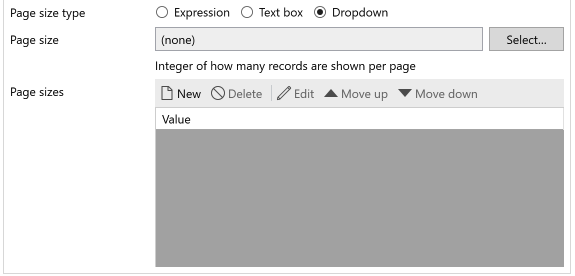 Page size type Expression Text box Dropdown
Page size (none) Select...
Integer of how many records are shown per page
Page sizes New Delete Edit Move up Move down
Value